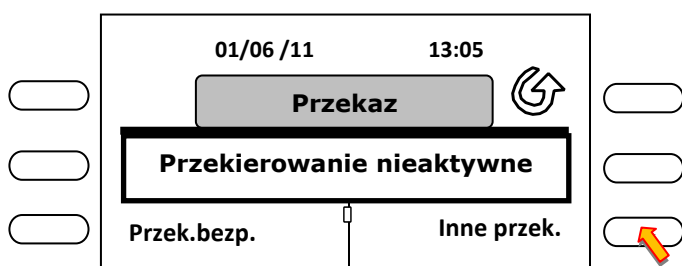 01/06 /11 13:05
Przekaz
Przekierowanie nieaktywne
Przek.bezp. Inne przek.